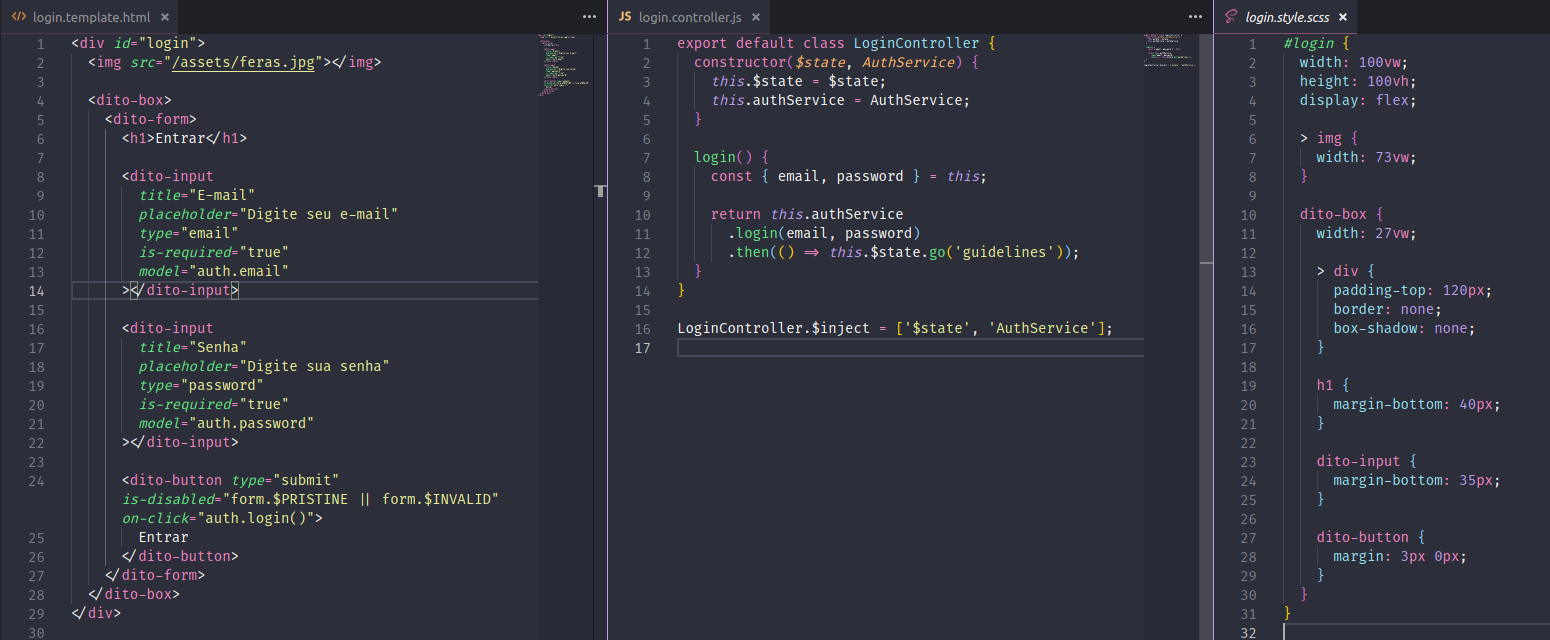 login.template.html ×
1 <div id="login">
2 <img src="/assets/feras.jpg"></img>
3
4 <dito-box>
5 <dito-form>
6 <h1>Entrar</h1>
7
8 <dito-input
9 title="E-mail"
10 placeholder="Digite seu e-mail"
11 type="email"
12 is-required="true"
13 model="auth.email"
14 ></dito-input>
15
16 <dito-input
17 title="Senha"
18 placeholder="Digite sua senha"
19 type="password"
20 is-required="true"
21 model="auth.password"
22 ></dito-input>
23
24 <dito-button type="submit"
is-disabled="form.$PRISTINE || form.$INVALID"
on-click="auth.login()">
25 Entrar
26 </dito-button>
27 </dito-form>
28 </dito-box>
29 </div>
30
JS login.controller.js ×
1 export default class LoginController {
2 constructor($state, AuthService) {
3 this.$state = $state;
4 this.authService = AuthService;
5 }
6
7 login() {
8 const { email, password } = this;
9
10 return this.authService
11 .login(email, password)
12 .then(() => this.$state.go('guidelines'));
13 }
14 }
15
16 LoginController.$inject = ['$state', 'AuthService'];
17
login.style.scss ×
1 #login {
2 width: 100vw;
3 height: 100vh;
4 display: flex;
5
6 > img {
7 width: 73vw;
8 }
9
10 dito-box {
11 width: 27vw;
12
13 > div {
14 padding-top: 120px;
15 border: none;
16 box-shadow: none;
17 }
18
19 h1 {
20 margin-bottom: 40px;
21 }
22
23 dito-input {
24 margin-bottom: 35px;
25 }
26
27 dito-button {
28 margin: 3px 0px;
29 }
30 }
31 }
32